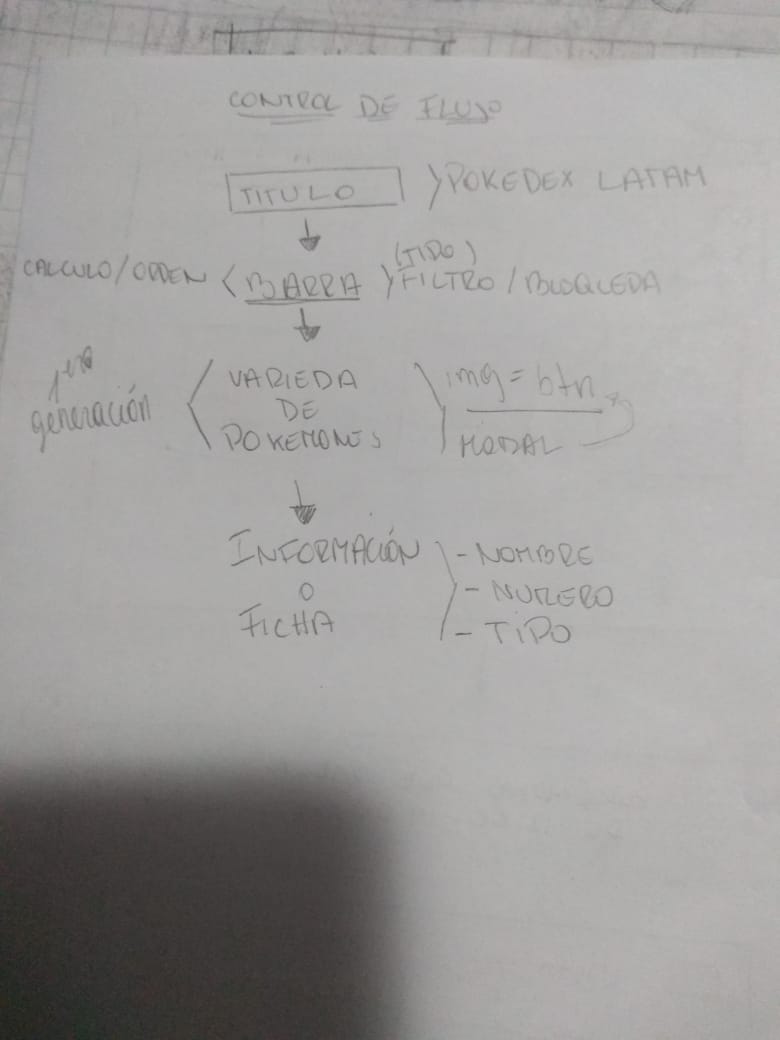 CONTROL DE FLUJO
TITULO } POKEDEX LATAM
(TIPO)
CALCULO/ORDEN < BARRA > FILTRO / BUSQUEDA
1era
generación
VARIEDA
DE
POKEMONES
img = btn
MODAL
INFORMACIÓN
O
FICHA
- NOMBRE
- NUMERO
- TIPO